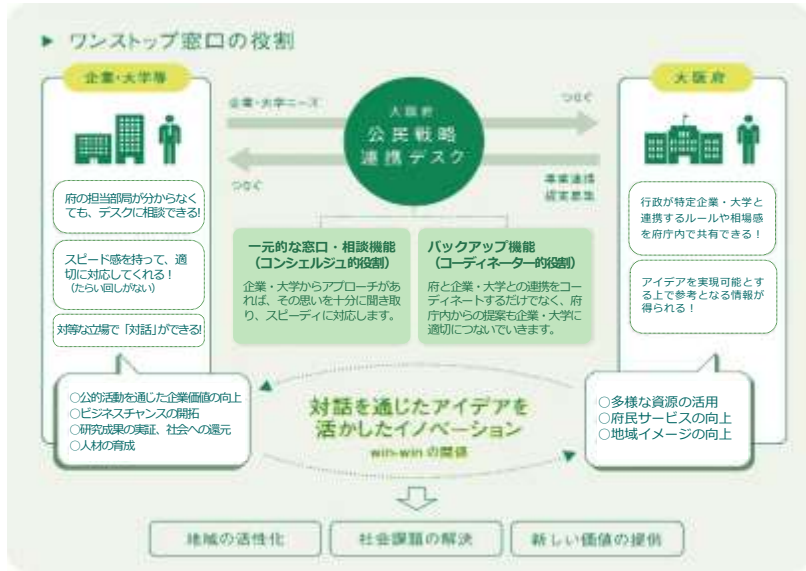 ▶ ワンストップ窓口の役割
企業・大学等
府の担当部局が分からなく
ても、デスクに相談できる!
スピード感を持って、適
切に対応してくれる！
（たらい回しがない）
対等な立場で「対話」ができる!
○公的活動を通じた企業価値の向上
○ビジネスチャンスの開拓
○研究成果の実証、社会への還元
○人材の育成
企業・大学ニーズ
つなぐ
大阪府
公民戦略
連携デスク
つなぐ
事業連携
提案募集
一元的な窓口・相談機能
（コンシェルジュ的役割）
企業・大学からアプローチがあ
れば、その思いを十分に聞き取
り、スピーディに対応します。
バックアップ機能
（コーディネーター的役割）
府と企業・大学との連携をコー
ディネートするだけでなく、府
庁内からの提案も企業・大学に
適切につないでいきます。
大阪府
行政が特定企業・大学と
連携するルールや相場感
を府庁内で共有できる！
アイデアを実現可能とす
る上で参考となる情報が
得られる！
○多様な資源の活用
○府民サービスの向上
○地域イメージの向上
対話を通じたアイデアを
活かしたイノベーション
win-win の関係
地域の活性化
社会課題の解決
新しい価値の提供